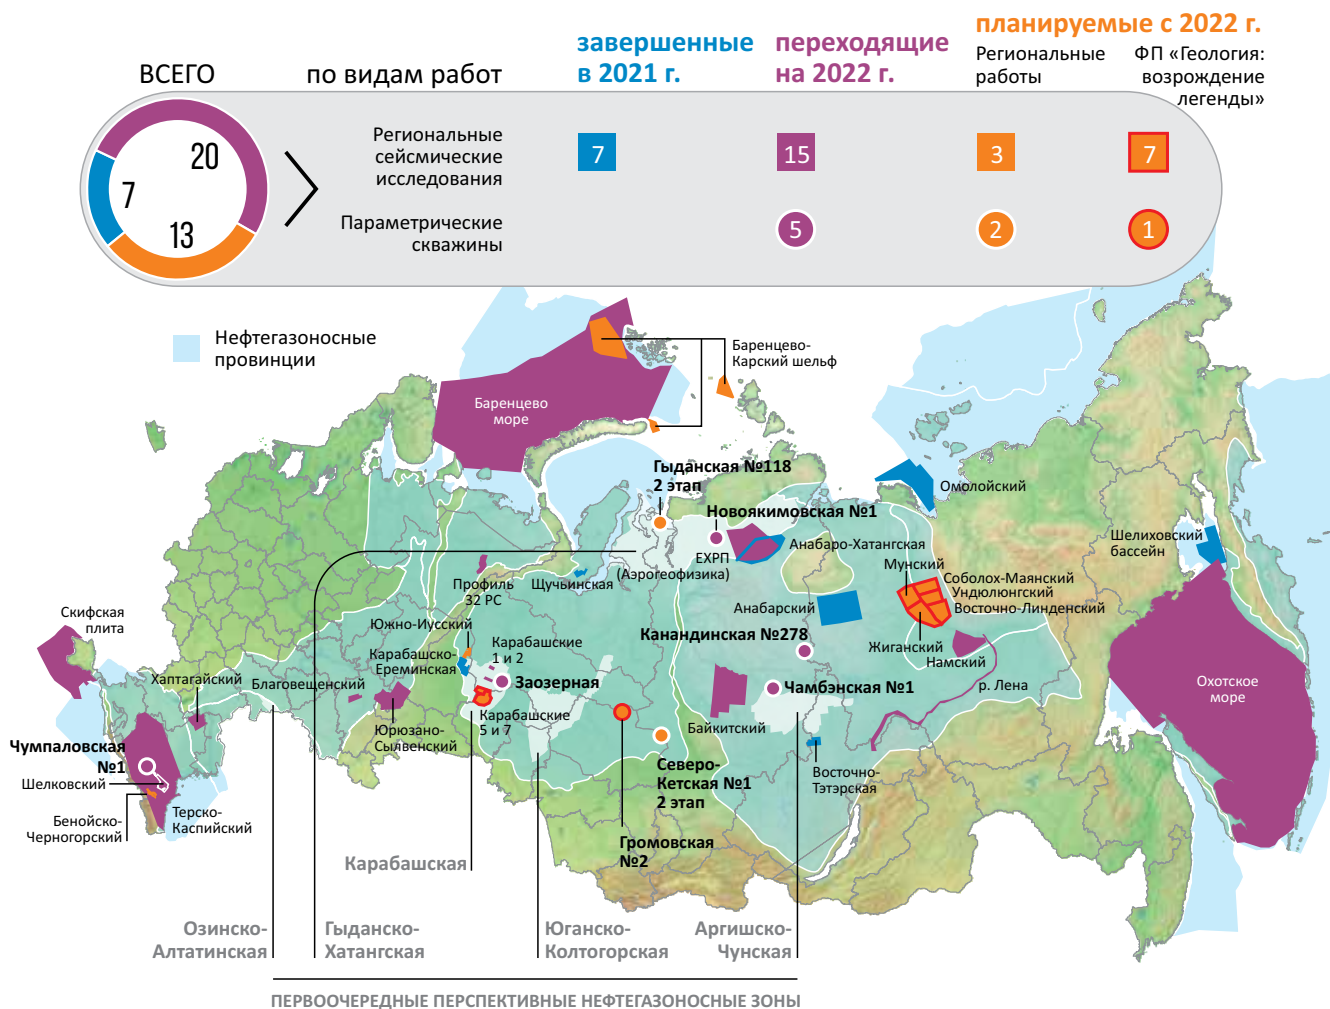 ВСЕГО
по видам работ
завершенные
в 2021 г.
переходящие
на 2022 г.
планируемые с 2022 г.
Региональные
работы
ФП «Геология:
возрождение
легенды»
20
7
13
Региональные
сейсмические
исследования
7
15
3
7
Параметрические
скважины
5
2
1
Нефтегазоносные
провинции
Баренцево-
Карский шельф
Баренцево
море
Гыданская №118
2 этап
Новоякимовская №1
Омолойский
Шелиховский
бассейн
ЕХРП
(Аэрогеофизика)
Анабаро-Хатангская
Мунский
Соболох-Маянский
Ундюлюнгский
Восточно-Линденский
Профиль
32 РС
Щучьинская
Анабарский
Скифская
плита
Южно-Иусский
Карабашско-
Ереминская
Карабашские
1 и 2
Канандинская №278
Жиганский
Намский
Хаптагайский
Благовещенский
Заозерная
Чамбэнская №1
р. Лена
Охотское
море
Юрюзано-
Сылвенский
Карабашские
5 и 7
Байкитский
Чумпаловская
№1
Шелковский
Северо-
Кетская №1
2 этап
Восточно-
Тэтэрская
Бенойско-
Черногорский
Терско-
Каспийский
Громовская
№2
Карабашская
Озинско-
Алтатинская
Гыданско-
Хатангская
Юганско-
Колтогорская
Аргишско-
Чунская
ПЕРВООЧЕРЕДНЫЕ ПЕРСПЕКТИВНЫЕ НЕФТЕГАЗОНОСНЫЕ ЗОНЫ